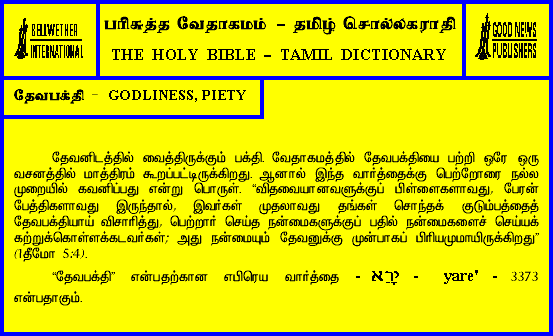 BELLWETHER
INTERNATIONAL
பரிசுத்த வேதாகமம் – தமிழ் சொல்லகராதி
THE HOLY BIBLE – TAMIL DICTIONARY
GOOD NEWS
PUBLISHERS
தேவபக்தி – GODLINESS, PIETY
தேவனிடத்தில் வைத்திருக்கும் பக்தி. வேதாகமத்தில் தேவபக்தியை பற்றி ஒரே ஒரு
வசனத்தில் மாத்திரம் கூறப்பட்டிருக்கிறது. ஆனால் இந்த வார்த்தைக்கு பெற்றோரை நல்ல
முறையில் கவனிப்பது என்று பொருள். “விதவையானவளுக்குப் பிள்ளைகளாவது, பேரன்
பேத்திகளாவது இருந்தால், இவர்கள் முதலாவது தங்கள் சொந்தக் குடும்பத்தைத்
தேவபக்தியாய் விசாரித்து, பெற்றார் செய்த நன்மைகளுக்குப் பதில் நன்மைகளைச் செய்யக்
கற்றுக்கொள்ளக்கடவர்கள்; அது நன்மையும் தேவனுக்கு முன்பாகப் பிரியமுமாயிருக்கிறது”
(1தீமோ 5:4).
“தேவபக்தி” என்பதற்கான எபிரெய வார்த்தை - יָרֵא - yare' - 3373
என்பதாகும்.